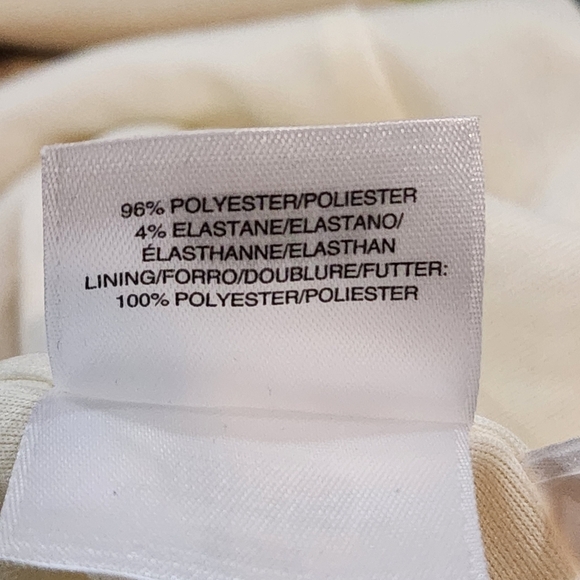 96% POLYESTER/POLIESTER
4% ELASTANE/ELASTANO/
ÉLASTHANNE/ELASTHAN
LINING/FORRO/DOUBLURE/FUTTER:
100% POLYESTER/POLIESTER